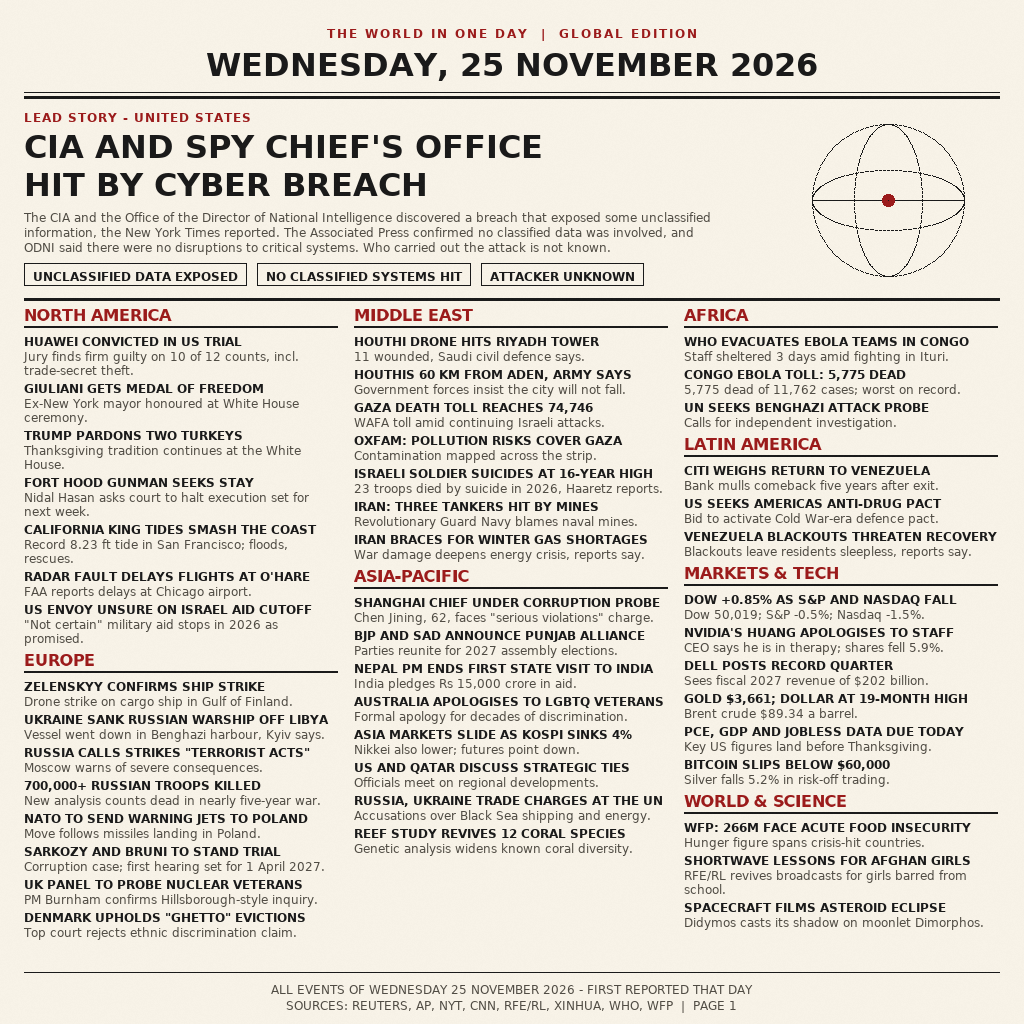 THE WORLD IN ONE DAY | GLOBAL EDITION
WEDNESDAY, 25 NOVEMBER 2026
LEAD STORY - UNITED STATES
CIA AND SPY CHIEF'S OFFICE
HIT BY CYBER BREACH
The CIA and the Office of the Director of National Intelligence discovered a breach that exposed some unclassified
information, the New York Times reported. The Associated Press confirmed no classified data was involved, and
ODNI said there were no disruptions to critical systems. Who carried out the attack is not known.
UNCLASSIFIED DATA EXPOSED
NO CLASSIFIED SYSTEMS HIT
ATTACKER UNKNOWN
NORTH AMERICA
HUAWEI CONVICTED IN US TRIAL
Jury finds firm guilty on 10 of 12 counts, incl.
trade-secret theft.
GIULIANI GETS MEDAL OF FREEDOM
Ex-New York mayor honoured at White House
ceremony.
TRUMP PARDONS TWO TURKEYS
Thanksgiving tradition continues at the White
House.
FORT HOOD GUNMAN SEEKS STAY
Nidal Hasan asks court to halt execution set for
next week.
CALIFORNIA KING TIDES SMASH THE COAST
Record 8.23 ft tide in San Francisco; floods,
rescues.
RADAR FAULT DELAYS FLIGHTS AT O'HARE
FAA reports delays at Chicago airport.
US ENVOY UNSURE ON ISRAEL AID CUTOFF
"Not certain" military aid stops in 2026 as
promised.
EUROPE
ZELENSKYY CONFIRMS SHIP STRIKE
Drone strike on cargo ship in Gulf of Finland.
UKRAINE SANK RUSSIAN WARSHIP OFF LIBYA
Vessel went down in Benghazi harbour, Kyiv says.
RUSSIA CALLS STRIKES "TERRORIST ACTS"
Moscow warns of severe consequences.
700,000+ RUSSIAN TROOPS KILLED
New analysis counts dead in nearly five-year war.
NATO TO SEND WARNING JETS TO POLAND
Move follows missiles landing in Poland.
SARKOZY AND BRUNI TO STAND TRIAL
Corruption case; first hearing set for 1 April 2027.
UK PANEL TO PROBE NUCLEAR VETERANS
PM Burnham confirms Hillsborough-style inquiry.
DENMARK UPHOLDS "GHETTO" EVICTIONS
Top court rejects ethnic discrimination claim.
MIDDLE EAST
HOUTHI DRONE HITS RIYADH TOWER
11 wounded, Saudi civil defence says.
HOUTHIS 60 KM FROM ADEN, ARMY SAYS
Government forces insist the city will not fall.
GAZA DEATH TOLL REACHES 74,746
WAFA toll amid continuing Israeli attacks.
OXFAM: POLLUTION RISKS COVER GAZA
Contamination mapped across the strip.
ISRAELI SOLDIER SUICIDES AT 16-YEAR HIGH
23 troops died by suicide in 2026, Haaretz reports.
IRAN: THREE TANKERS HIT BY MINES
Revolutionary Guard Navy blames naval mines.
IRAN BRACES FOR WINTER GAS SHORTAGES
War damage deepens energy crisis, reports say.
ASIA-PACIFIC
SHANGHAI CHIEF UNDER CORRUPTION PROBE
Chen Jining, 62, faces "serious violations" charge.
BJP AND SAD ANNOUNCE PUNJAB ALLIANCE
Parties reunite for 2027 assembly elections.
NEPAL PM ENDS FIRST STATE VISIT TO INDIA
India pledges Rs 15,000 crore in aid.
AUSTRALIA APOLOGISES TO LGBTQ VETERANS
Formal apology for decades of discrimination.
ASIA MARKETS SLIDE AS KOSPI SINKS 4%
Nikkei also lower; futures point down.
US AND QATAR DISCUSS STRATEGIC TIES
Officials meet on regional developments.
RUSSIA, UKRAINE TRADE CHARGES AT THE UN
Accusations over Black Sea shipping and energy.
REEF STUDY REVIVES 12 CORAL SPECIES
Genetic analysis widens known coral diversity.
AFRICA
WHO EVACUATES EBOLA TEAMS IN CONGO
Staff sheltered 3 days amid fighting in Ituri.
CONGO EBOLA TOLL: 5,775 DEAD
5,775 dead of 11,762 cases; worst on record.
UN SEEKS BENGHAZI ATTACK PROBE
Calls for independent investigation.
LATIN AMERICA
CITI WEIGHS RETURN TO VENEZUELA
Bank mulls comeback five years after exit.
US SEEKS AMERICAS ANTI-DRUG PACT
Bid to activate Cold War-era defence pact.
VENEZUELA BLACKOUTS THREATEN RECOVERY
Blackouts leave residents sleepless, reports say.
MARKETS & TECH
DOW +0.85% AS S&P AND NASDAQ FALL
Dow 50,019; S&P -0.5%; Nasdaq -1.5%.
NVIDIA'S HUANG APOLOGISES TO STAFF
CEO says he is in therapy; shares fell 5.9%.
DELL POSTS RECORD QUARTER
Sees fiscal 2027 revenue of $202 billion.
GOLD $3,661; DOLLAR AT 19-MONTH HIGH
Brent crude $89.34 a barrel.
PCE, GDP AND JOBLESS DATA DUE TODAY
Key US figures land before Thanksgiving.
BITCOIN SLIPS BELOW $60,000
Silver falls 5.2% in risk-off trading.
WORLD & SCIENCE
WFP: 266M FACE ACUTE FOOD INSECURITY
Hunger figure spans crisis-hit countries.
SHORTWAVE LESSONS FOR AFGHAN GIRLS
RFE/RL revives broadcasts for girls barred from
school.
SPACECRAFT FILMS ASTEROID ECLIPSE
Didymos casts its shadow on moonlet Dimorphos.
ALL EVENTS OF WEDNESDAY 25 NOVEMBER 2026 - FIRST REPORTED THAT DAY
SOURCES: REUTERS, AP, NYT, CNN, RFE/RL, XINHUA, WHO, WFP | PAGE 1